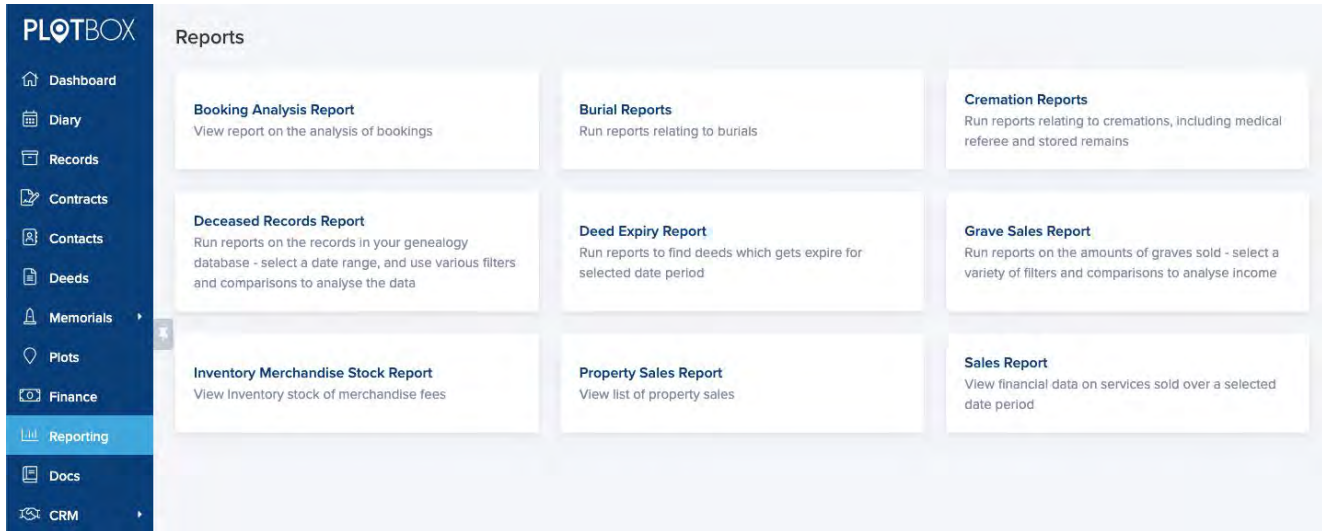 PLOTBOX
Dashboard
Diary
Records
Contracts
Contacts
Deeds
Memorials
Plots
Finance
Reporting
Docs
CRM
Reports
Booking Analysis Report
View report on the analysis of bookings
Burial Reports
Run reports relating to burials
Cremation Reports
Run reports relating to cremations, including medical
referee and stored remains
Deceased Records Report
Run reports on the records in your genealogy
database - select a date range, and use various filters
and comparisons to analyse the data
Deed Expiry Report
Run reports to find deeds which gets expire for
selected date period
Grave Sales Report
Run reports on the amounts of graves sold - select a
variety of filters and comparisons to analyse income
Inventory Merchandise Stock Report
View Inventory stock of merchandise fees
Property Sales Report
View list of property sales
Sales Report
View financial data on services sold over a selected
date period